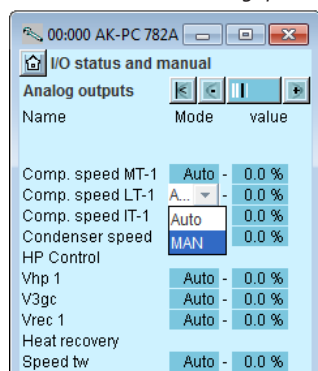 00:000 AK-PC 782A
I/O status and manual
Analog outputs
Name Mode value
Comp. speed MT-1 Auto - 0.0 %
Comp. speed LT-1 A... - 0.0 %
Comp. speed IT-1 Auto 0.0 %
Condenser speed MAN 0.0 %
HP Control
Vhp 1 Auto - 0.0 %
V3gc Auto - 0.0 %
Vrec 1 Auto - 0.0 %
Heat recovery
Speed tw Auto - 0.0 %